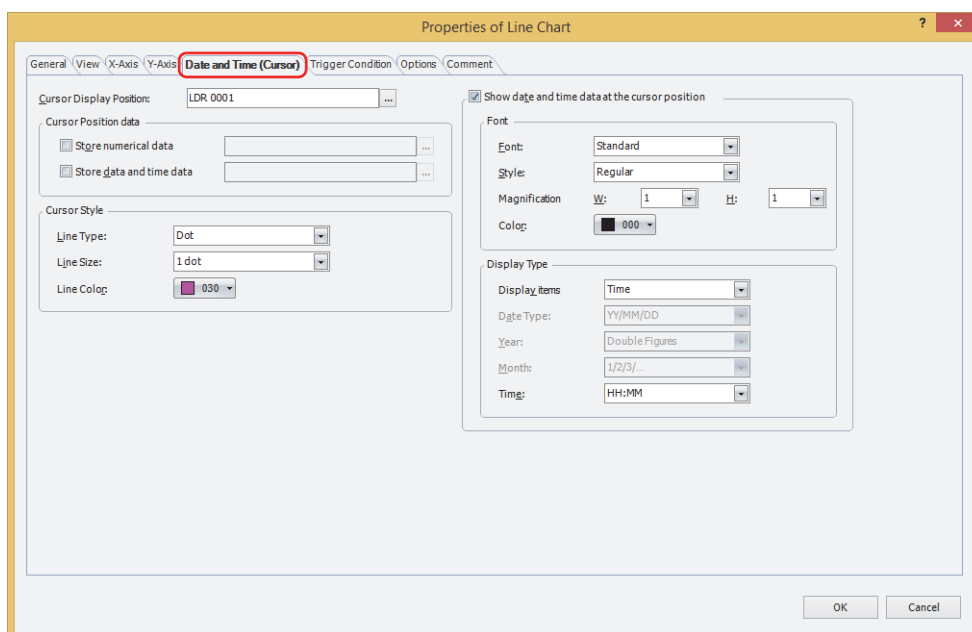 Properties of Line Chart
?
General View X-Axis Y-Axis Date and Time (Cursor) Trigger Condition Options Comment
Cursor Display Position: LDR 0001 ...
Cursor Position data
Store numerical data ...
Store data and time data ...
Cursor Style
Line Type: Dot
Line Size: 1 dot
Line Color: 030
Show date and time data at the cursor position
Font
Font: Standard
Style: Regular
Magnification W: 1 H: 1
Color: 000
Display Type
Display items Time
Date Type: YY/MM/DD
Year: Double Figures
Month: 1/2/3/...
Time: HH:MM
OK Cancel